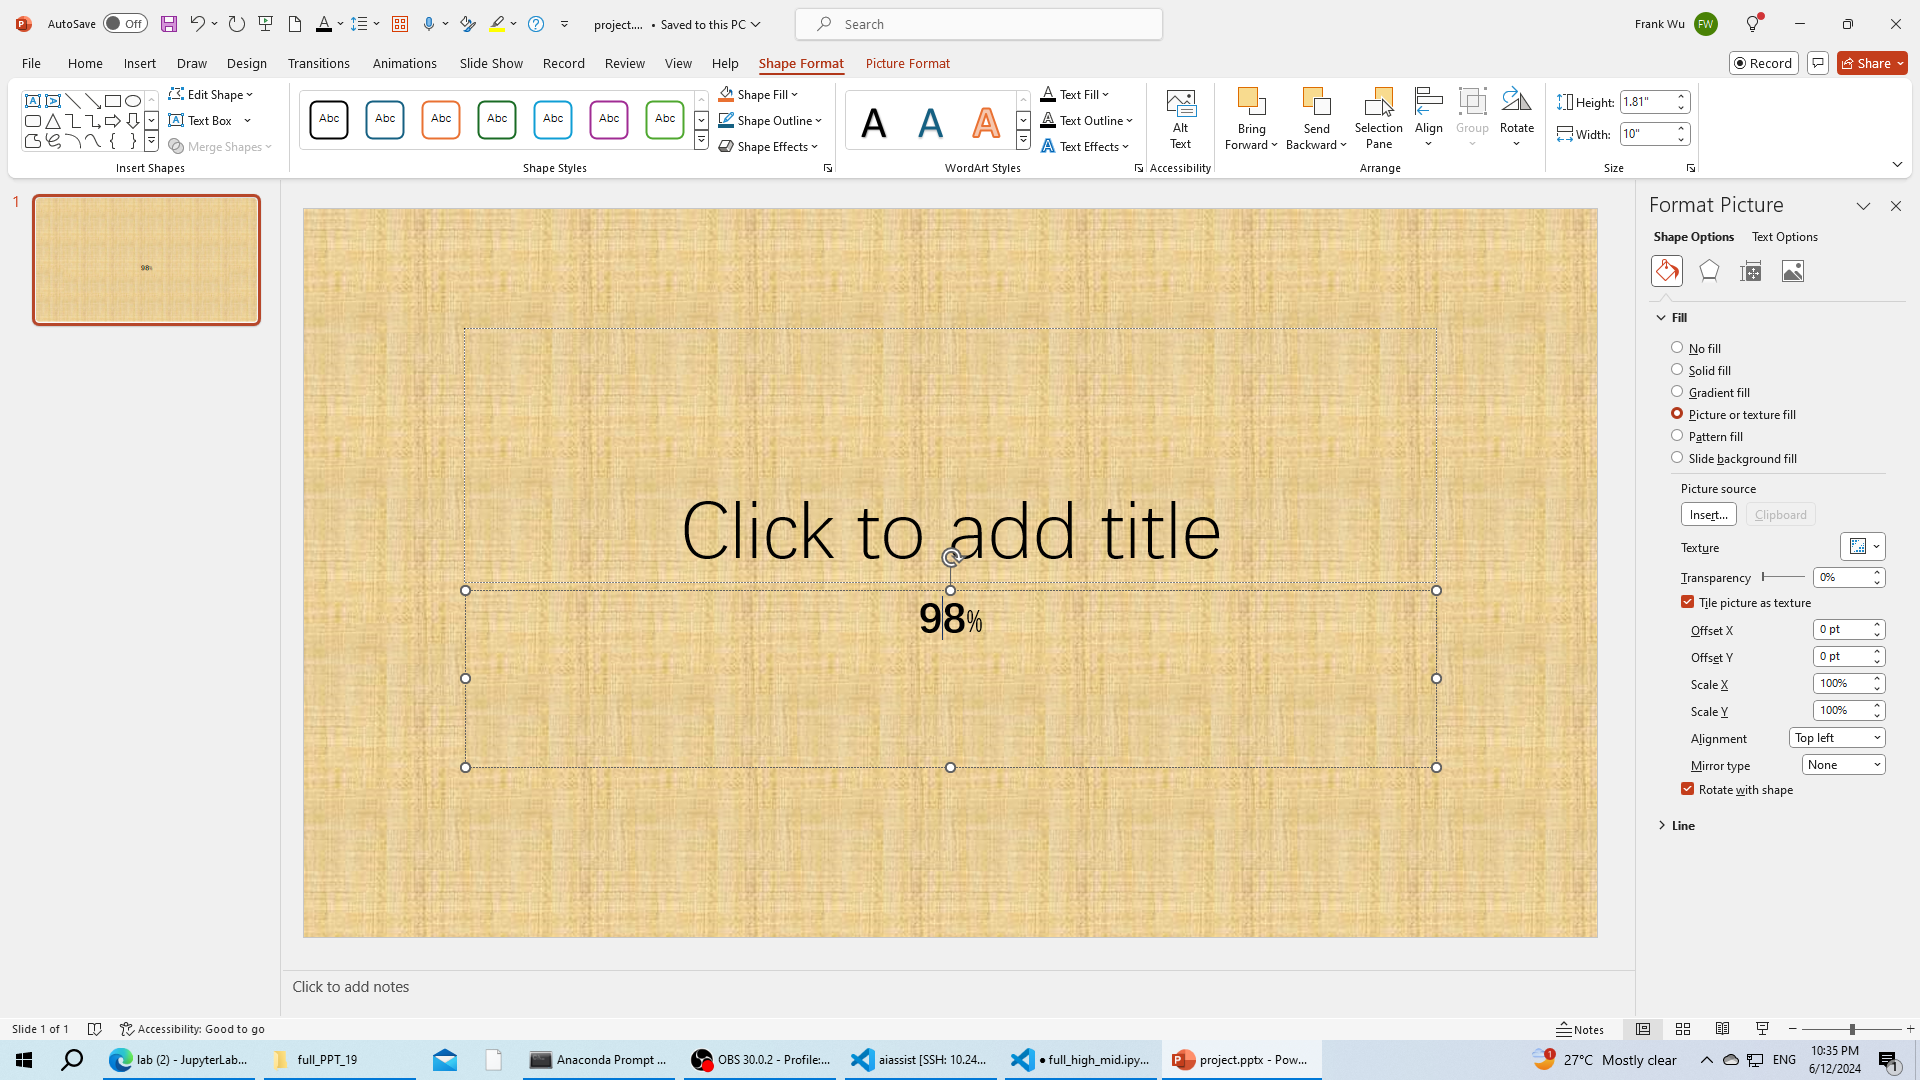 AutoSave Off project.... • Saved to this PC Search Frank Wu FW
File Home Insert Draw Design Transitions Animations Slide Show Record Review View Help Shape Format Picture Format Record Share
Edit Shape
Text Box
Merge Shapes
Insert Shapes
Abc Abc Abc Abc Abc Abc Abc
Shape Fill
Shape Outline
Shape Effects
Shape Styles
A A A
Text Fill
Text Outline
Text Effects
WordArt Styles
Alt
Text
Accessibility
Bring
Forward
Send
Backward
Selection
Pane
Align
Group
Rotate
Arrange
Height: 1.81"
Width: 10"
Size
1
98%
Click to add title
98%
Click to add notes
Format Picture
Shape Options Text Options
Fill
No fill
Solid fill
Gradient fill
Picture or texture fill
Pattern fill
Slide background fill
Picture source
Insert... Clipboard
Texture
Transparency 0%
Tile picture as texture
Offset X 0 pt
Offset Y 0 pt
Scale X 100%
Scale Y 100%
Alignment Top left
Mirror type None
Rotate with shape
Line
Slide 1 of 1 Accessibility: Good to go Notes
lab (2) - JupyterLab... full_PPT_19 Anaconda Prompt ... OBS 30.0.2 - Profile:... aiassist [SSH: 10.24... • full_high_mid.ipy... project.pptx - Pow... 1 27°C Mostly clear ENG 10:35 PM
6/12/2024 1